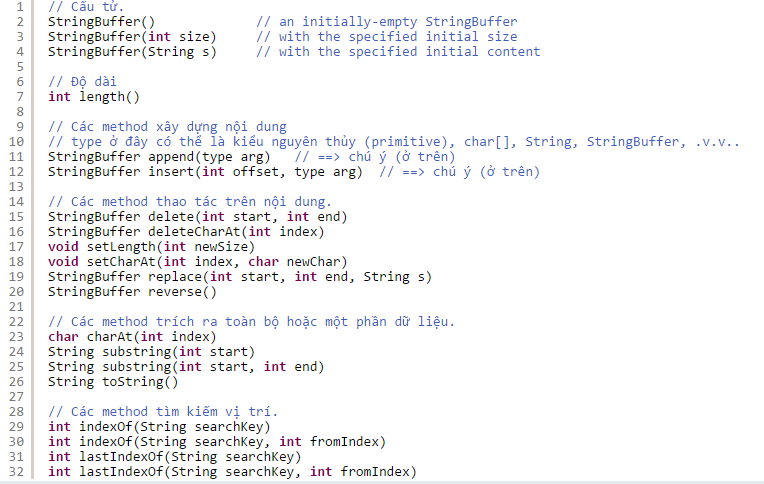 1 // Cấu tử.
2 StringBuffer() // an initially-empty StringBuffer
3 StringBuffer(int size) // with the specified initial size
4 StringBuffer(String s) // with the specified initial content
5
6 // Độ dài
7 int length()
8
9 // Các method xây dựng nội dung
10 // type ở đây có thể là kiểu nguyên thủy (primitive), char[], String, StringBuffer, .v.v..
11 StringBuffer append(type arg) // ==> chú ý (ở trên)
12 StringBuffer insert(int offset, type arg) // ==> chú ý (ở trên)
13
14 // Các method thao tác trên nội dung.
15 StringBuffer delete(int start, int end)
16 StringBuffer deleteCharAt(int index)
17 void setLength(int newSize)
18 void setCharAt(int index, char newChar)
19 StringBuffer replace(int start, int end, String s)
20 StringBuffer reverse()
21
22 // Các method trích ra toàn bộ hoặc một phần dữ liệu.
23 char charAt(int index)
24 String substring(int start)
25 String substring(int start, int end)
26 String toString()
27
28 // Các method tìm kiếm vị trí.
29 int indexOf(String searchKey)
30 int indexOf(String searchKey, int fromIndex)
31 int lastIndexOf(String searchKey)
32 int lastIndexOf(String searchKey, int fromIndex)